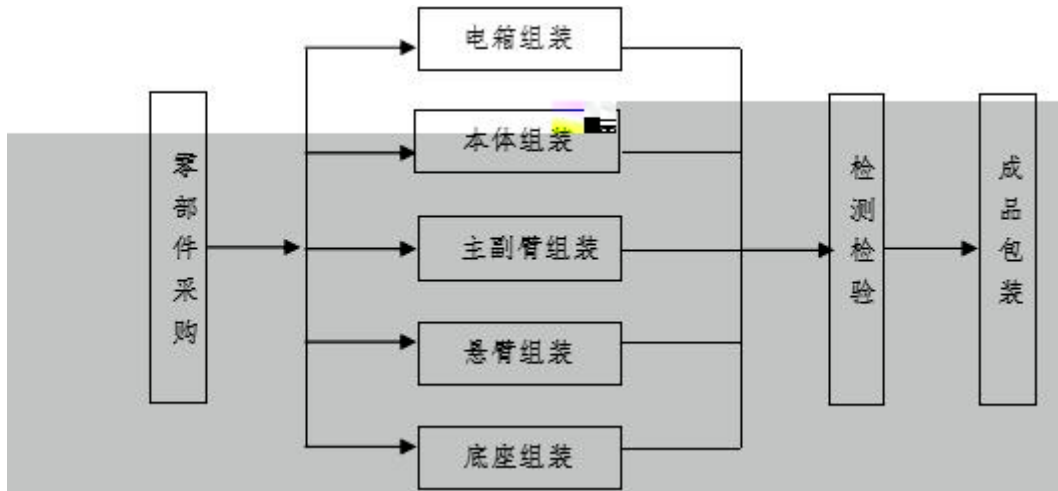 零部件采购
电箱组装
本体组装
主副臂组装
悬臂组装
底座组装
检测检验
成品包装